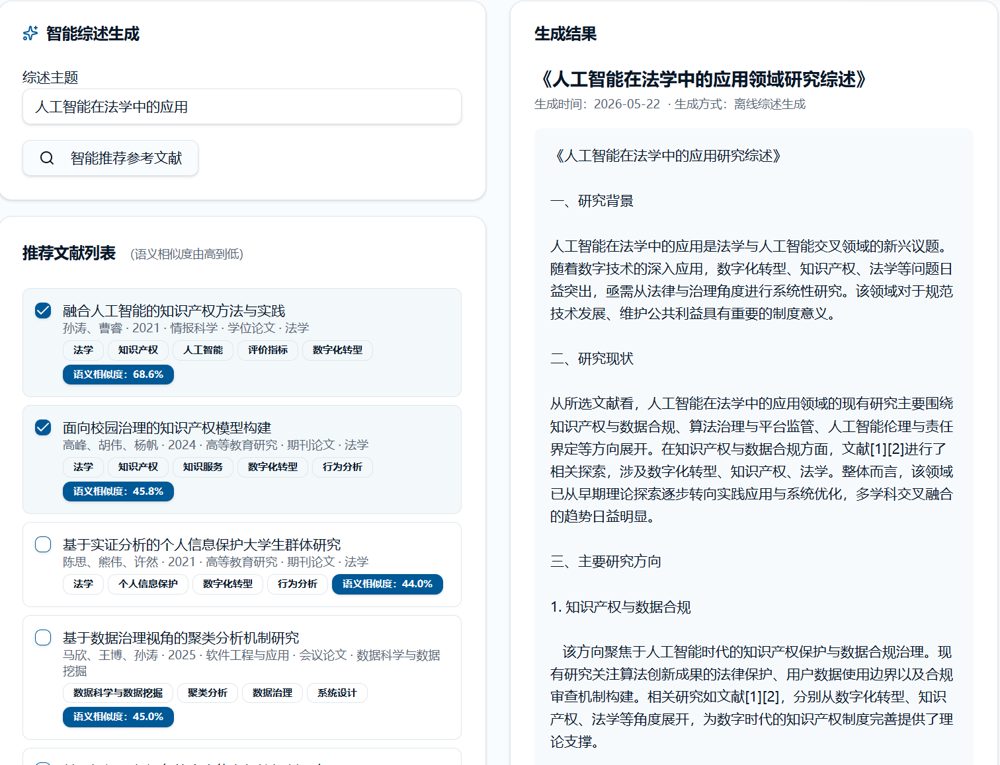 智能综述生成
综述主题
人工智能在法学中的应用
智能推荐参考文献
推荐文献列表 (语义相似度由高到低)
融合人工智能的知识产权方法与实践
孙涛、曹睿 · 2021 · 情报科学 · 学位论文 · 法学
法学 知识产权 人工智能 评价指标 数字化转型
语义相似度：68.6%
面向校园治理的知识产权模型构建
高峰、胡伟、杨帆 · 2024 · 高等教育研究 · 期刊论文 · 法学
法学 知识产权 知识服务 数字化转型 行为分析
语义相似度：45.8%
基于实证分析的个人信息保护大学生群体研究
陈思、熊伟、许然 · 2021 · 高等教育研究 · 期刊论文 · 法学
法学 个人信息保护 数字化转型 行为分析 语义相似度：44.0%
基于数据治理视角的聚类分析机制研究
马欣、王博、孙涛 · 2025 · 软件工程与应用 · 会议论文 · 数据科学与数据
挖掘
数据科学与数据挖掘 聚类分析 数据治理 系统设计
语义相似度：45.0%
生成结果
《人工智能在法学中的应用领域研究综述》
生成时间：2026-05-22 · 生成方式：离线综述生成
《人工智能在法学中的应用研究综述》
一、研究背景
人工智能在法学中的应用是法学与人工智能交叉领域的新兴议题。
随着数字技术的深入应用，数字化转型、知识产权、法学等问题日
益突出，亟需从法律与治理角度进行系统性研究。该领域对于规范
技术发展、维护公共利益具有重要的制度意义。
二、研究现状
从所选文献看，人工智能在法学中的应用领域的现有研究主要围绕
知识产权与数据合规、算法治理与平台监管、人工智能伦理与责任
界定等方向展开。在知识产权与数据合规方面，文献[1][2]进行了
相关探索，涉及数字化转型、知识产权、法学。整体而言，该领域
已从早期理论探索逐步转向实践应用与系统优化，多学科交叉融合
的趋势日益明显。
三、主要研究方向
1. 知识产权与数据合规
该方向聚焦于人工智能时代的知识产权保护与数据合规治理。现
有研究关注算法创新成果的法律保护、用户数据使用边界以及合规
审查机制构建。相关研究如文献[1][2]，分别从数字化转型、知识
产权、法学等角度展开，为数字时代的知识产权制度完善提供了理
论支撑。